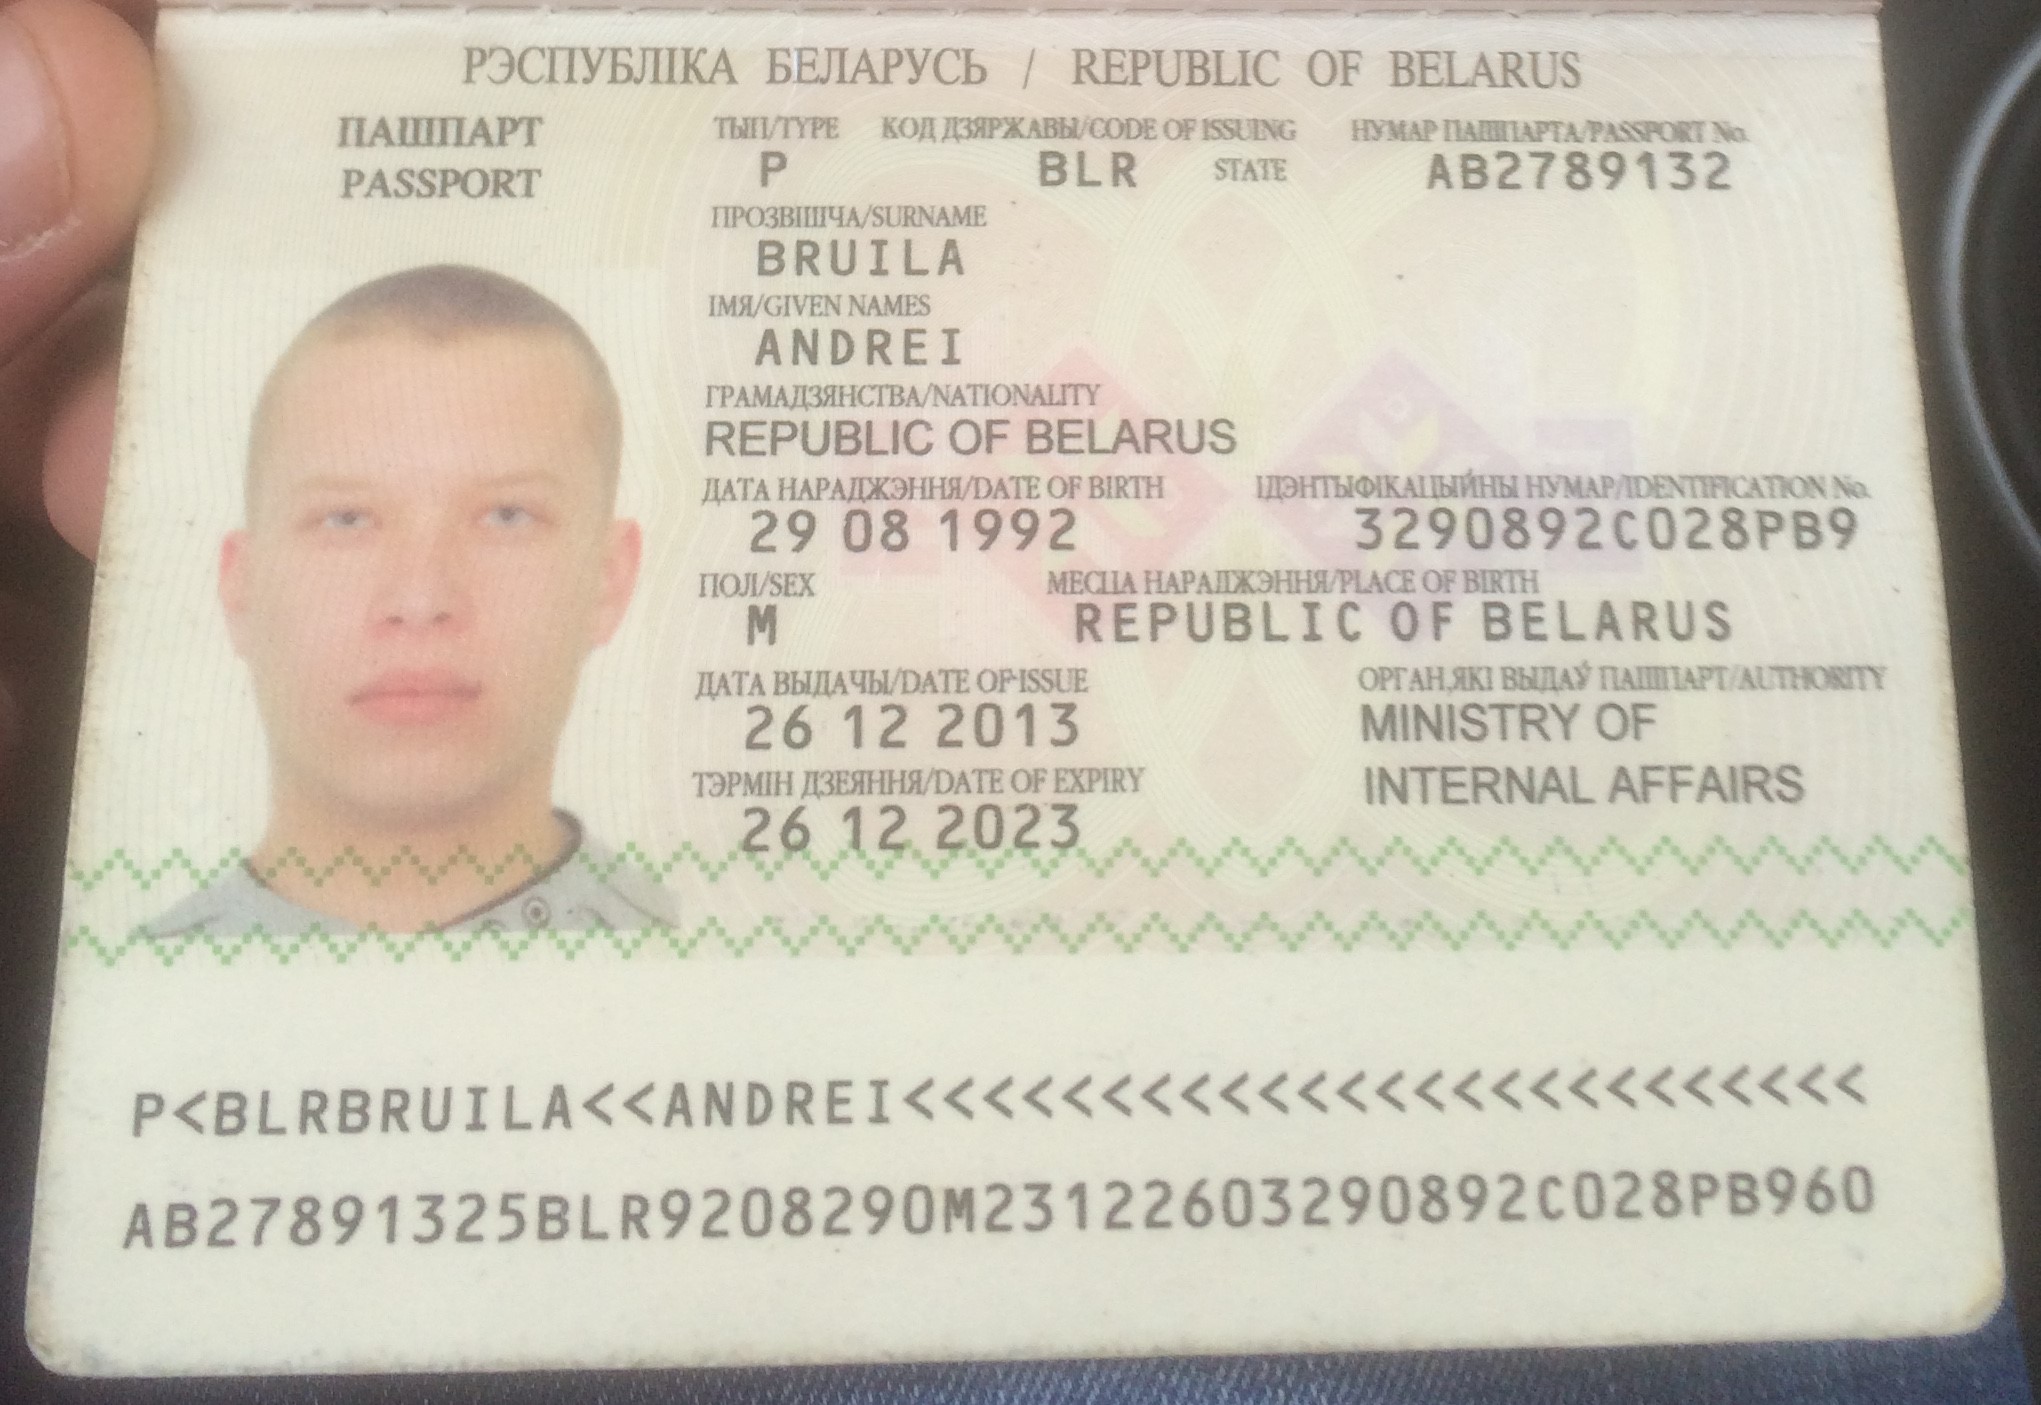 РЭСПУБЛІКА БЕЛАРУСЬ / REPUBLIC OF BELARUS
ПАШПАРТ
PASSPORT
ТЫП/TYPE КОД ДЗЯРЖАВЫ/CODE OF ISSUING STATE НУМАР ПАШПАРТА/PASSPORT No.
P BLR AB2789132
ПРОЗВІШЧА/SURNAME
BRUILA
ІМЯ/GIVEN NAMES
ANDREI
ГРАМАДЗЯНСТВА/NATIONALITY
REPUBLIC OF BELARUS
ДАТА НАРАДЖЭННЯ/DATE OF BIRTH ІДЭНТЫФІКАЦЫЙНЫ НУМАР/IDENTIFICATION No.
29 08 1992 3290892C028PB9
ПОЛ/SEX МЕСЦА НАРАДЖЭННЯ/PLACE OF BIRTH
M REPUBLIC OF BELARUS
ДАТА ВЫДАЧЫ/DATE OF ISSUE ОРГАН,ЯКІ ВЫДАЎ ПАШПАРТ/AUTHORITY
26 12 2013 MINISTRY OF
ТЭРМІН ДЗЕЯННЯ/DATE OF EXPIRY INTERNAL AFFAIRS
26 12 2023
P<BLRBRUILA<<ANDREI<<<<<<<<<<<<<<<<<<<<<<<<<
AB27891325BLR9208290M23122603290892C028PB960